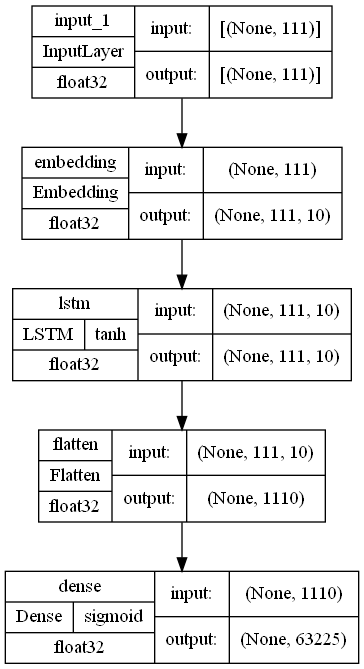 input_1 input: [(None, 111)]
InputLayer
float32 output: [(None, 111)]
embedding input: (None, 111)
Embedding
float32 output: (None, 111, 10)
lstm input: (None, 111, 10)
LSTM tanh
float32 output: (None, 111, 10)
flatten input: (None, 111, 10)
Flatten
float32 output: (None, 1110)
dense input: (None, 1110)
Dense sigmoid
float32 output: (None, 63225)